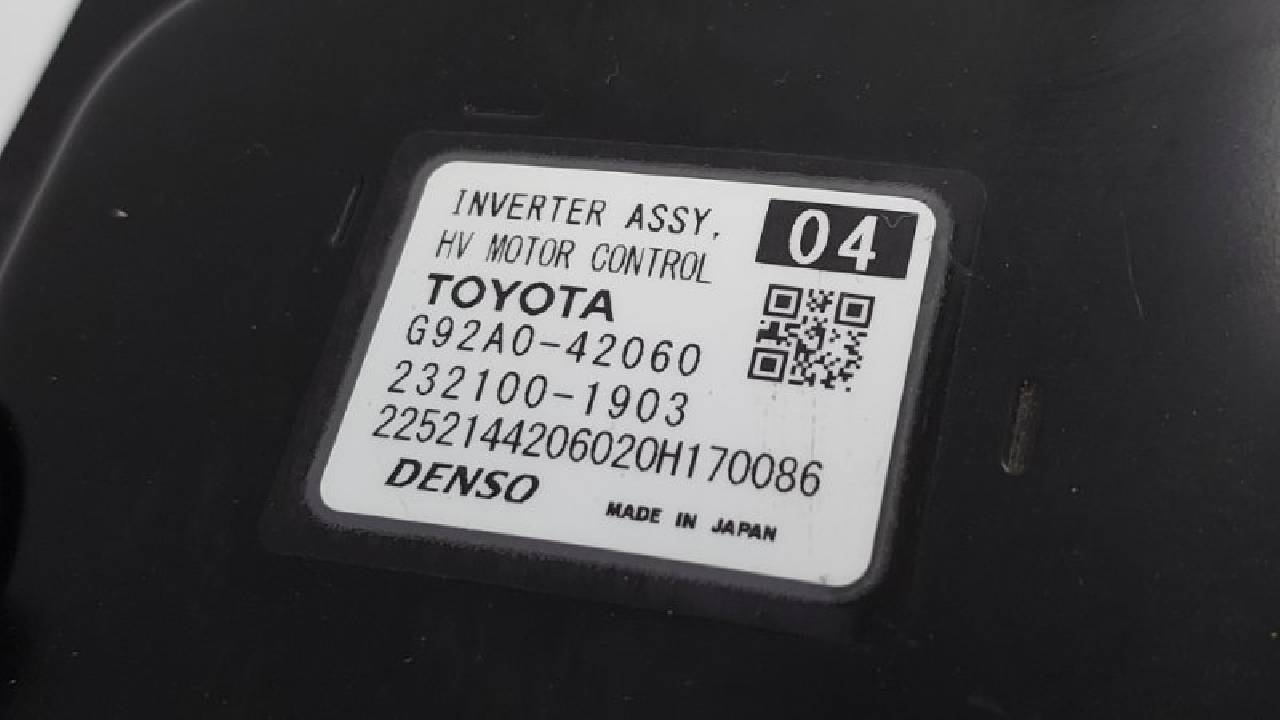 INVERTER ASSY,
04
HV MOTOR CONTROL
TOYOTA
G92A0-42060
232100-1903
2252144206020H170086
DENSO
MADE IN JAPAN